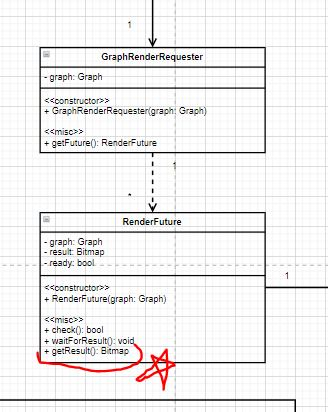 1
GraphRenderRequester
- graph: Graph
<<constructor>>
+ GraphRenderRequester(graph: Graph)
<<misc>>
+ getFuture(): RenderFuture
1
*
RenderFuture
- graph: Graph
- result: Bitmap
- ready: bool
1
<<constructor>>
+ RenderFuture(graph: Graph)
<<misc>>
+ check(): bool
+ waitForResult(): void
+ getResult(): Bitmap